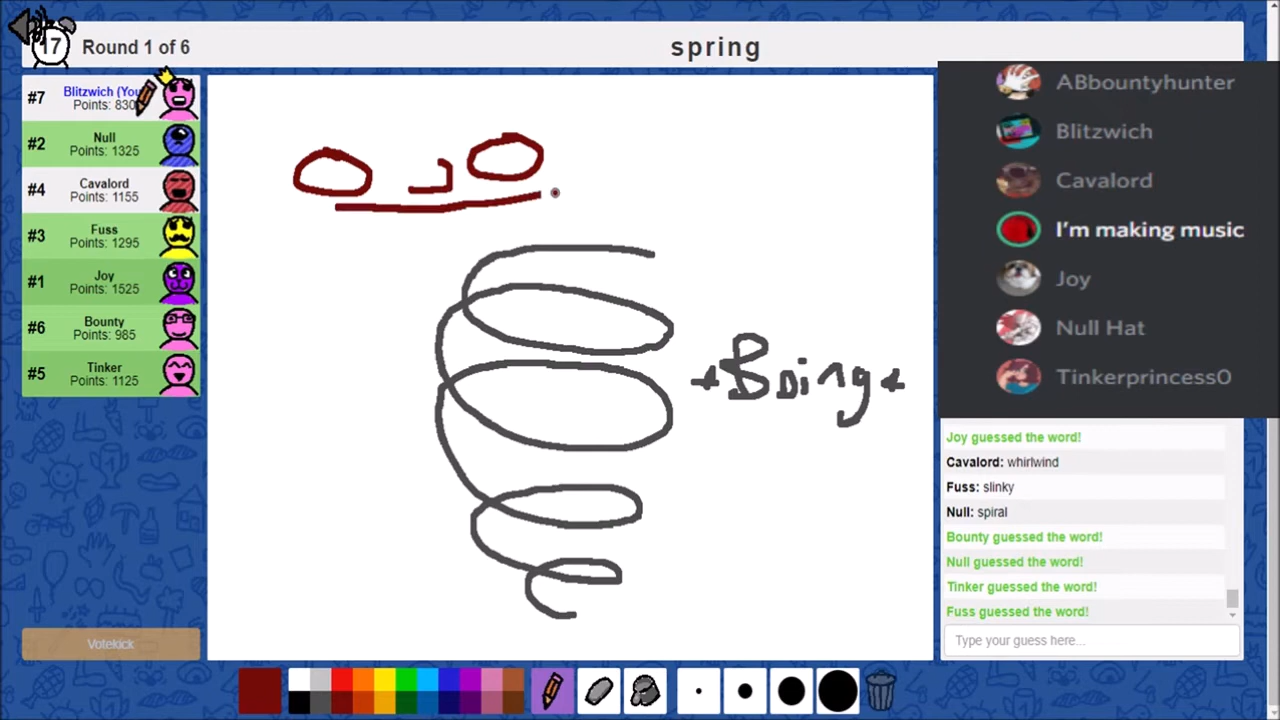 17
Round 1 of 6
spring
#7
Blitzwich (You
Points: 830
#2
Null
Points: 1325
#4
Cavalord
Points: 1155
#3
Fuss
Points: 1295
#1
Joy
Points: 1525
#6
Bounty
Points: 985
#5
Tinker
Points: 1125
Votekick
+Boing+
ABbountyhunter
Blitzwich
Cavalord
I'm making music
Joy
Null Hat
Tinkerprincess0
Joy guessed the word!
Cavalord: whirlwind
Fuss: slinky
Null: spiral
Bounty guessed the word!
Null guessed the word!
Tinker guessed the word!
Fuss guessed the word!
Type your guess here...